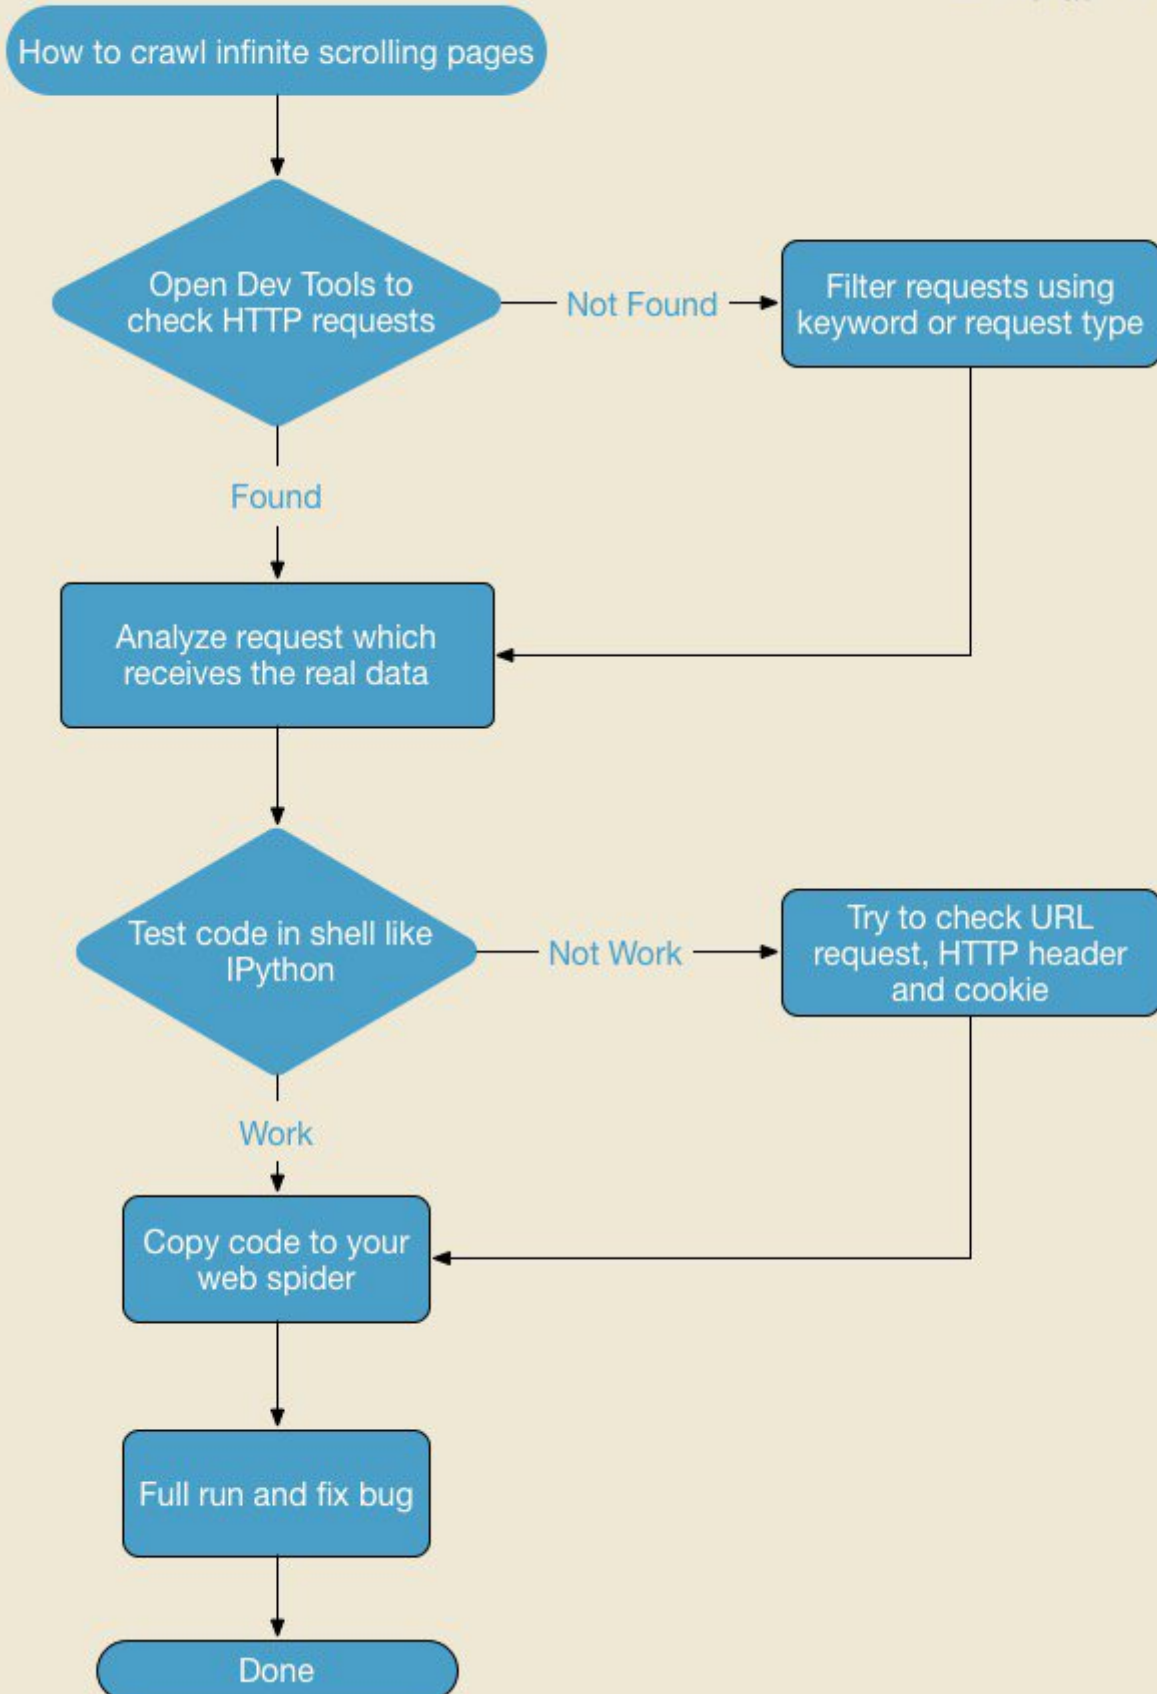 How to crawl infinite scrolling pages
Open Dev Tools to
check HTTP requests
Not Found
Filter requests using
keyword or request type
Found
Analyze request which
receives the real data
Test code in shell like
IPython
Not Work
Try to check URL
request, HTTP header
and cookie
Work
Copy code to your
web spider
Full run and fix bug
Done